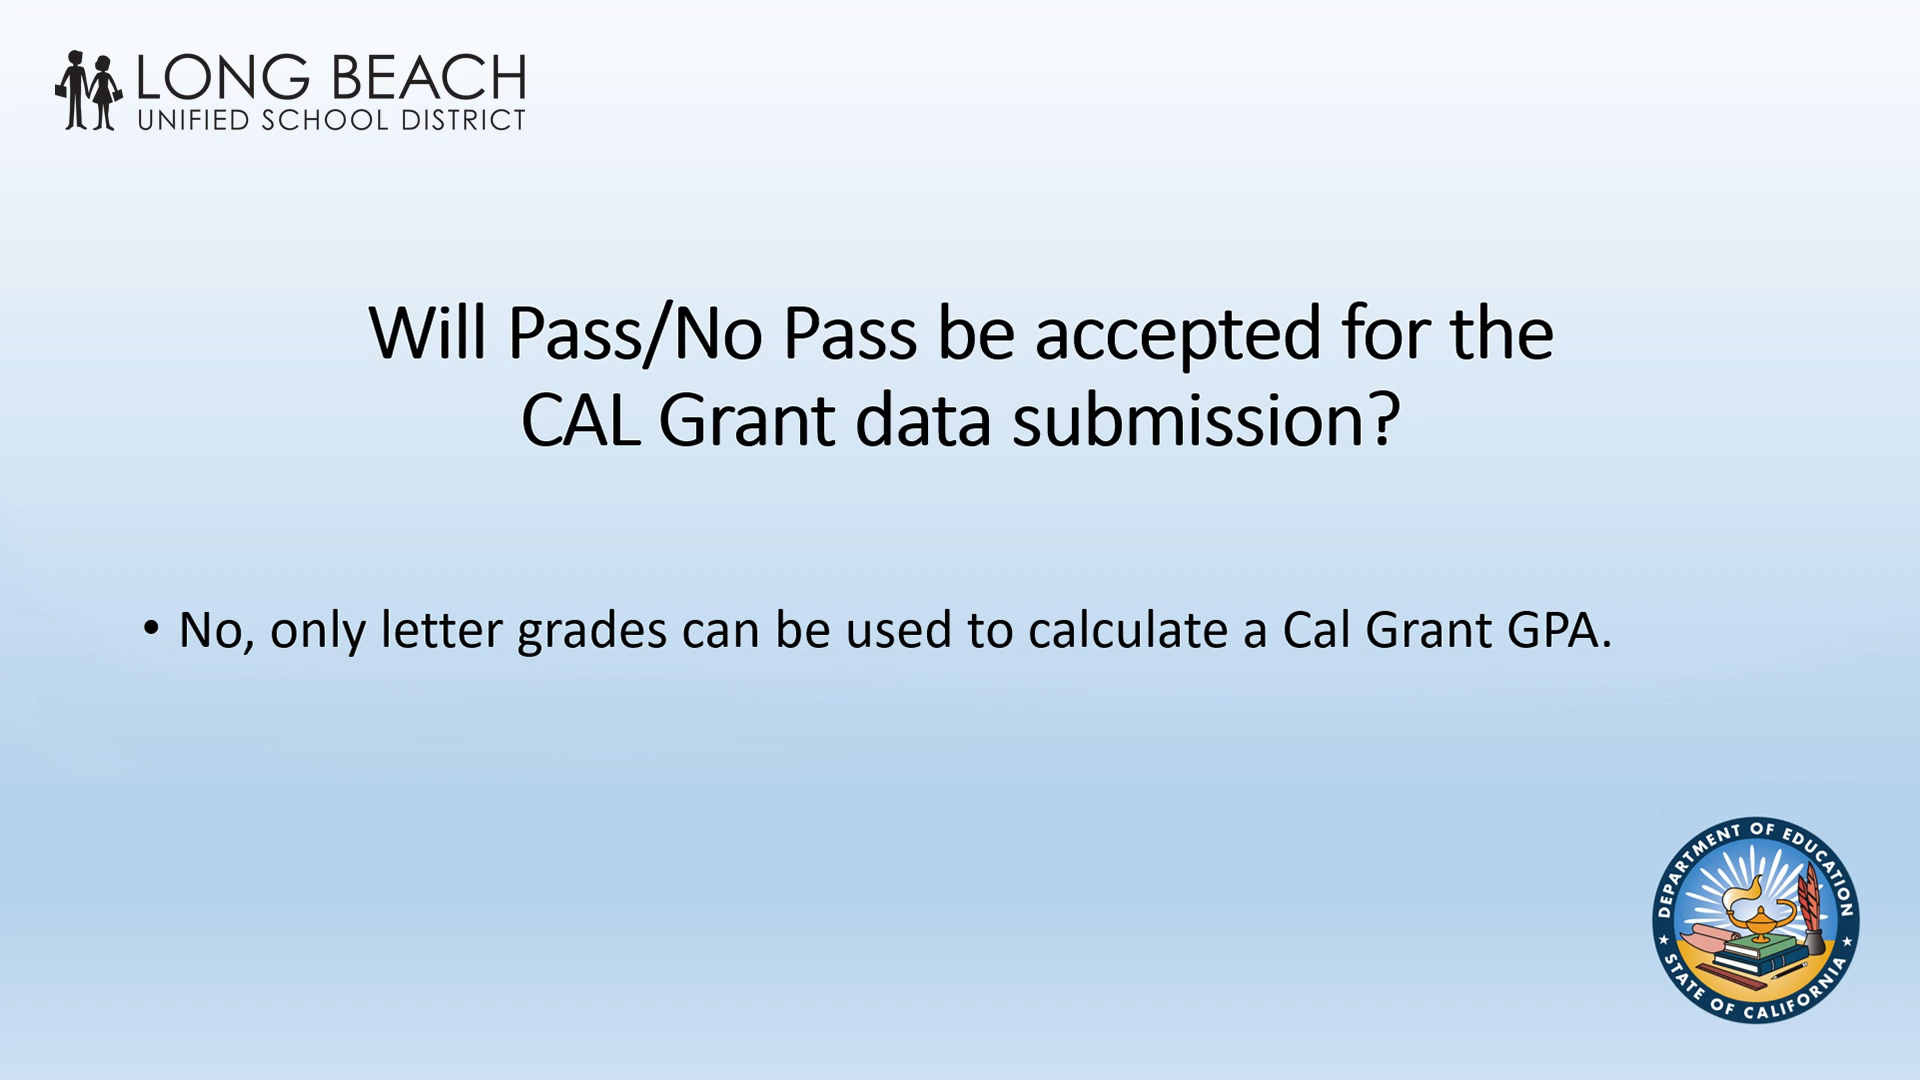 LONG BEACH
UNIFIED SCHOOL DISTRICT
Will Pass/No Pass be accepted for the
CAL Grant data submission?
• No, only letter grades can be used to calculate a Cal Grant GPA.
DEPARTMENT OF EDUCATION
STATE OF CALIFORNIA